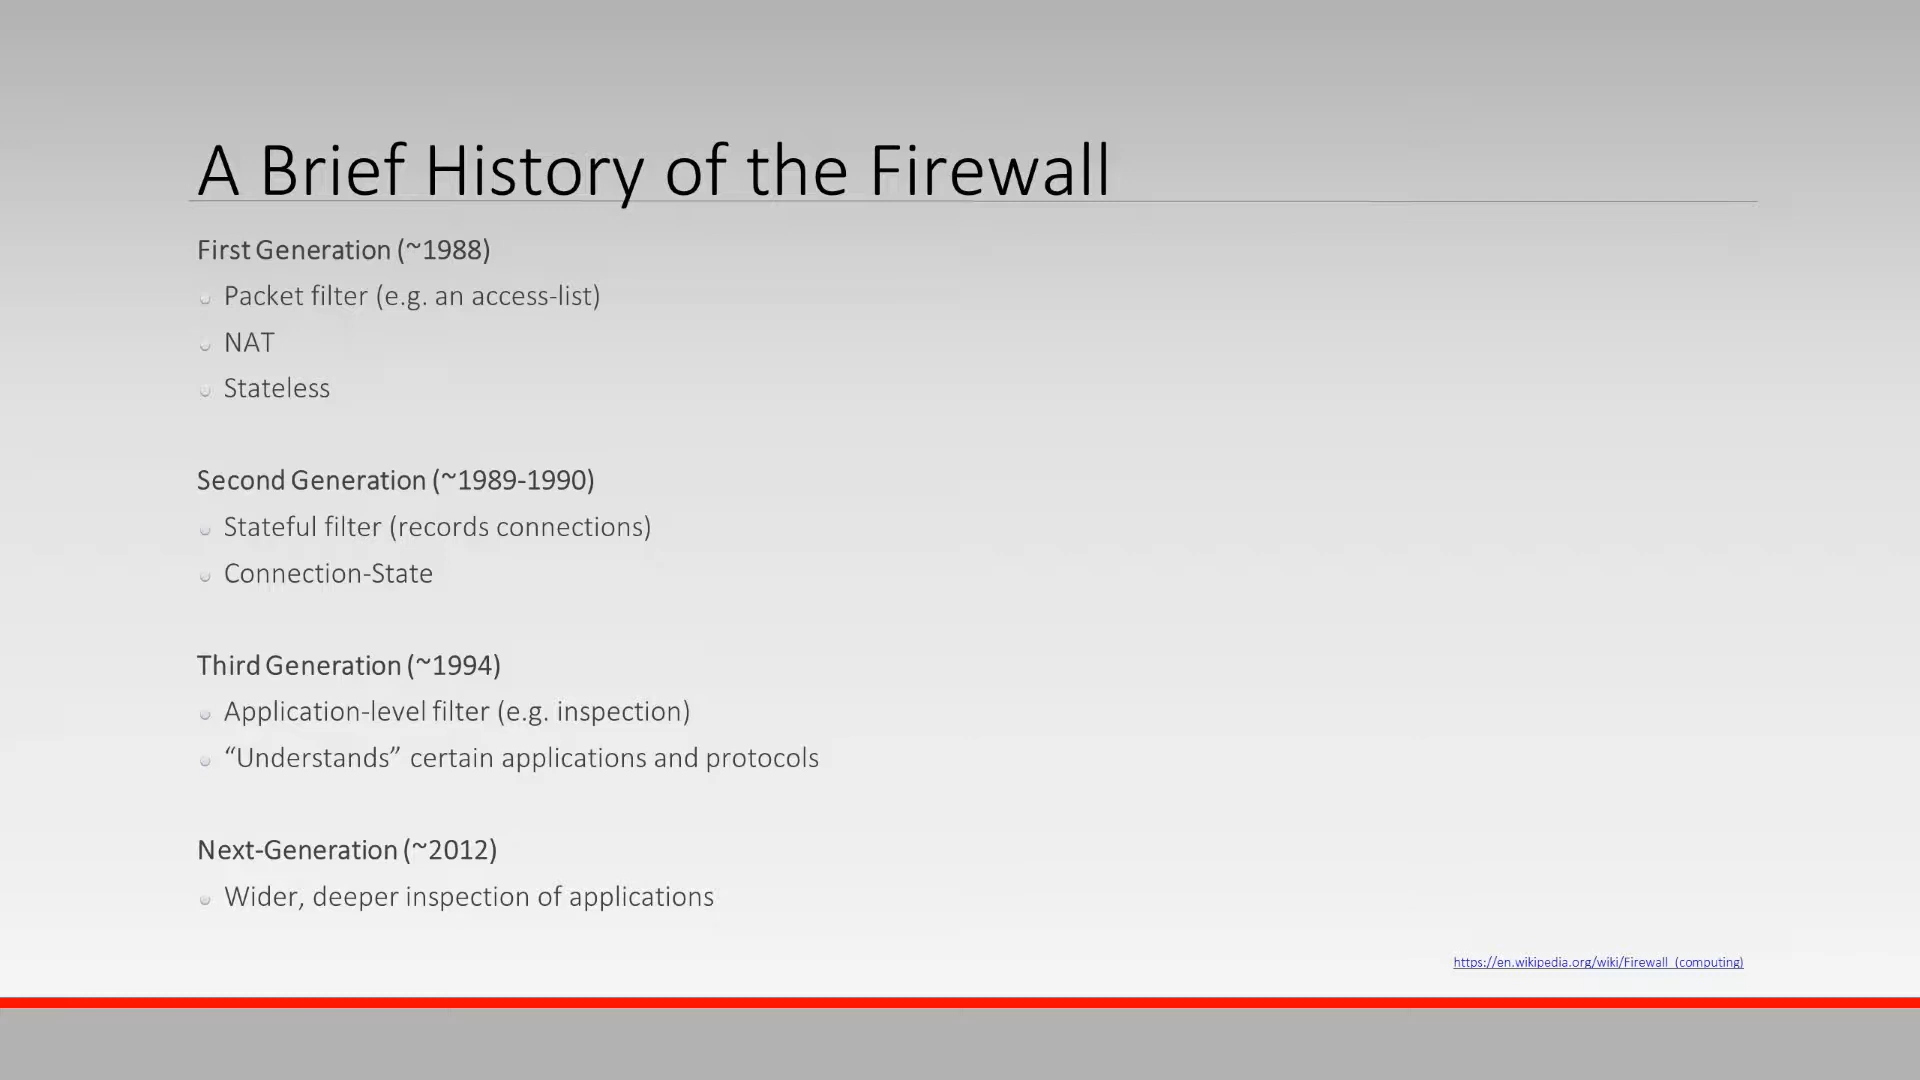 A Brief History of the Firewall
First Generation (~1988)
Packet filter (e.g. an access-list)
NAT
Stateless
Second Generation (~1989-1990)
Stateful filter (records connections)
Connection-State
Third Generation (~1994)
Application-level filter (e.g. inspection)
“Understands” certain applications and protocols
Next-Generation (~2012)
Wider, deeper inspection of applications
https://en.wikipedia.org/wiki/Firewall_(computing)